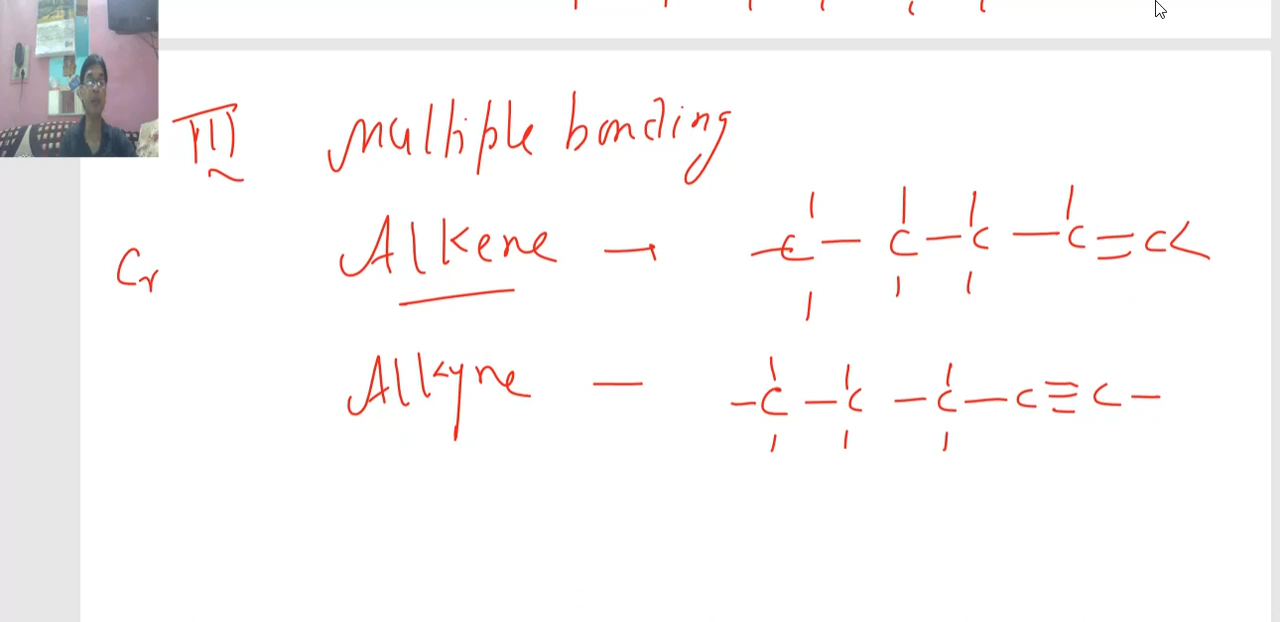 III Multiple bonding
Cr Alkene → -C-C-C-C=C<
Alkyne - -C-C-C-C≡C-